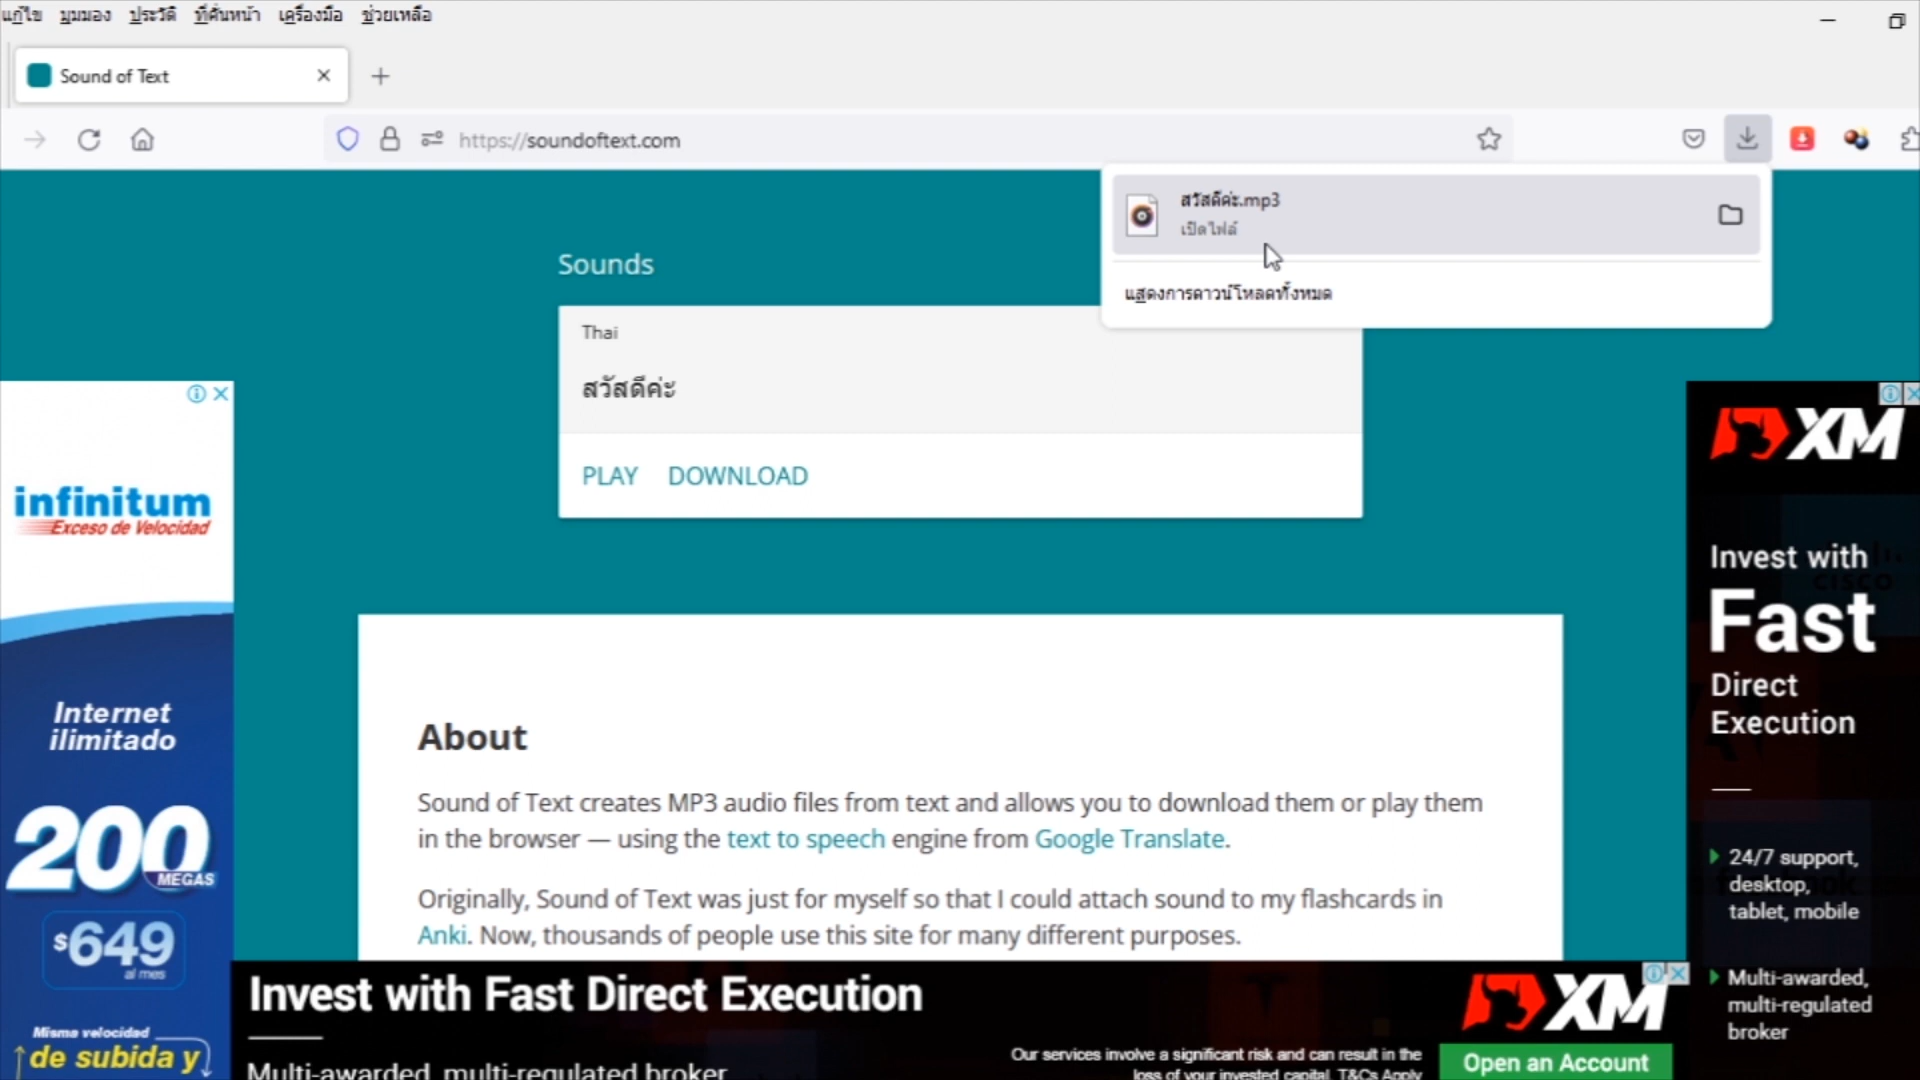 แก้ไข มุมมอง ประวัติ ที่คั่นหน้า เครื่องมือ ช่วยเหลือ
Sound of Text
https://soundoftext.com
สวัสดีค่ะ.mp3
เปิดไฟล์
แสดงการดาวน์โหลดทั้งหมด
Sounds
Thai
สวัสดีค่ะ
PLAY DOWNLOAD
infinitum
Exceso de Velocidad
Internet
ilimitado
200
MEGAS
$649
al mes
Misma velocidad
de subida y
XM
Invest with
Fast
Direct
Execution
24/7 support,
desktop,
tablet, mobile
Multi-awarded,
multi-regulated
broker
About
Sound of Text creates MP3 audio files from text and allows you to download them or play them
in the browser — using the text to speech engine from Google Translate.
Originally, Sound of Text was just for myself so that I could attach sound to my flashcards in
Anki. Now, thousands of people use this site for many different purposes.
Invest with Fast Direct Execution
Multi-awarded, multi-regulated broker
XM
Our services involve a significant risk and can result in the
loss of your invested capital. T&Cs Apply
Open an Account